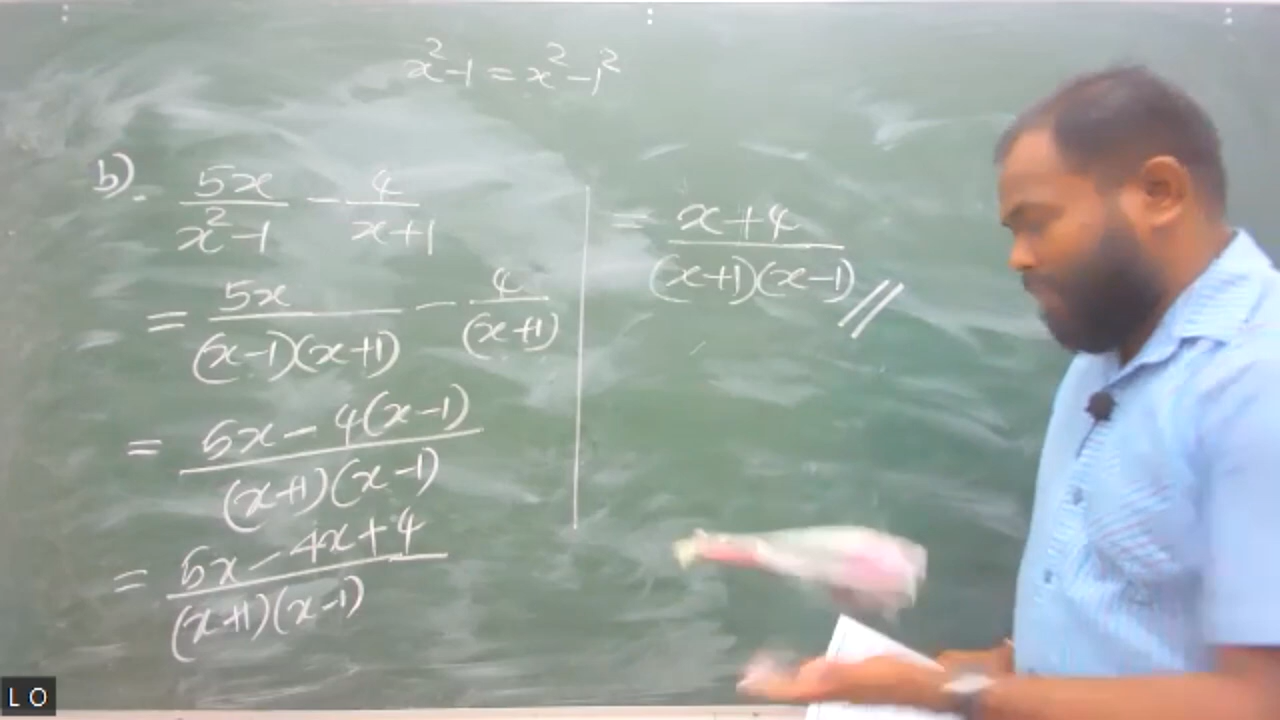 x²-1 = x²-1²
b). 5x/(x²-1) - 4/(x+1)
= 5x/((x-1)(x+1)) - 4/(x+1)
= (5x - 4(x-1))/((x+1)(x-1))
= (5x - 4x + 4)/((x+1)(x-1))
= (x+4)/((x+1)(x-1)) //
L O